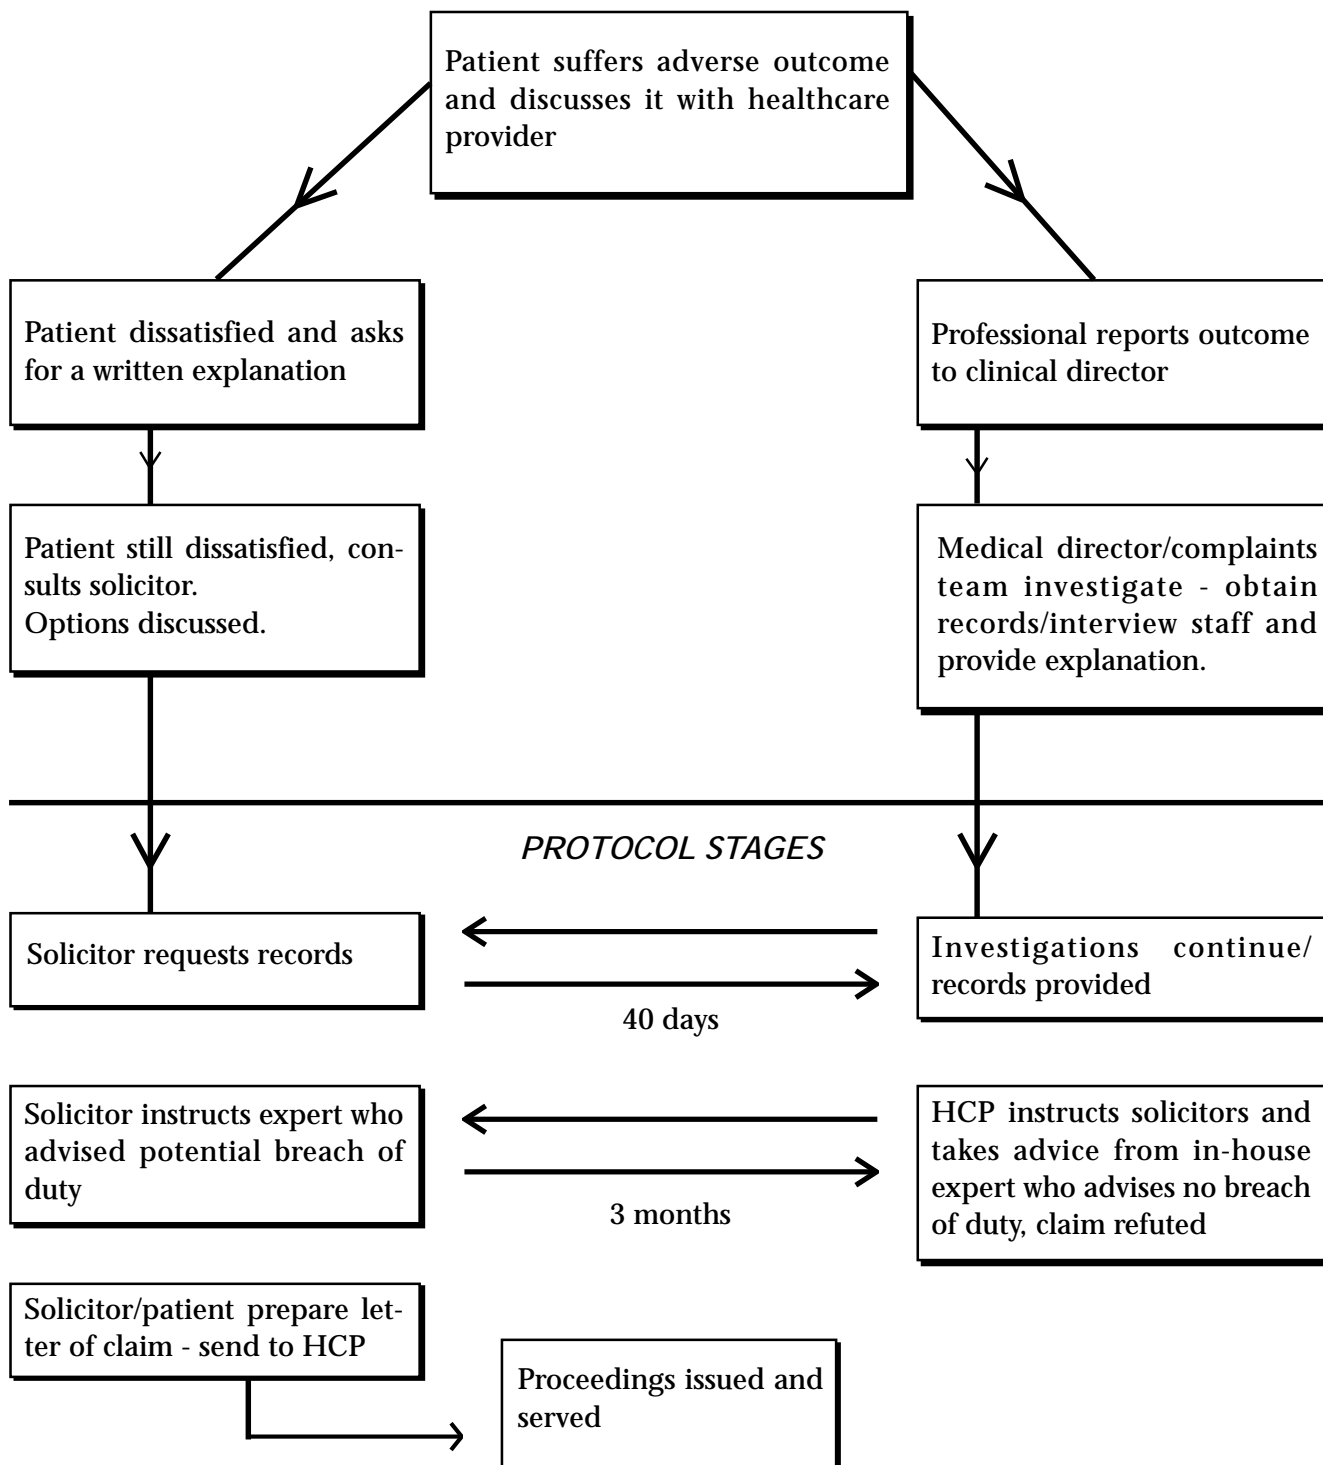 Patient suffers adverse outcome
and discusses it with healthcare
provider
Patient dissatisfied and asks
for a written explanation
Professional reports outcome
to clinical director
Patient still dissatisfied, con-
sults solicitor.
Options discussed.
Medical director/complaints
team investigate - obtain
records/interview staff and
provide explanation.
PROTOCOL STAGES
Solicitor requests records
40 days
Investigations continue/
records provided
Solicitor instructs expert who
advised potential breach of
duty
3 months
HCP instructs solicitors and
takes advice from in-house
expert who advises no breach
of duty, claim refuted
Solicitor/patient prepare let-
ter of claim - send to HCP
Proceedings issued and
served